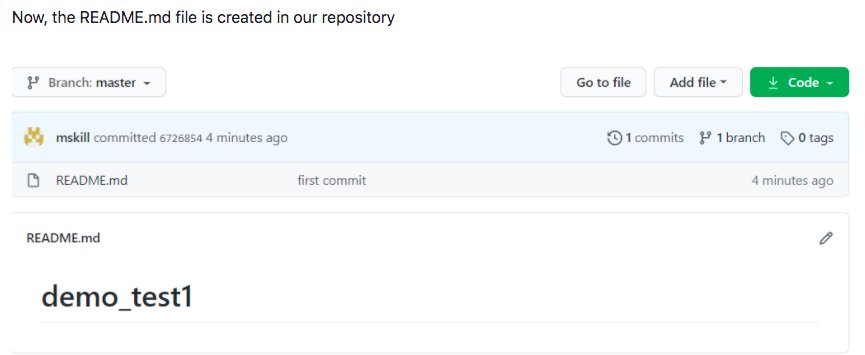 Now, the README.md file is created in our repository
Branch: master Go to file Add file Code
mskill committed 6726854 4 minutes ago 1 commits 1 branch 0 tags
README.md first commit 4 minutes ago
README.md
demo_test1